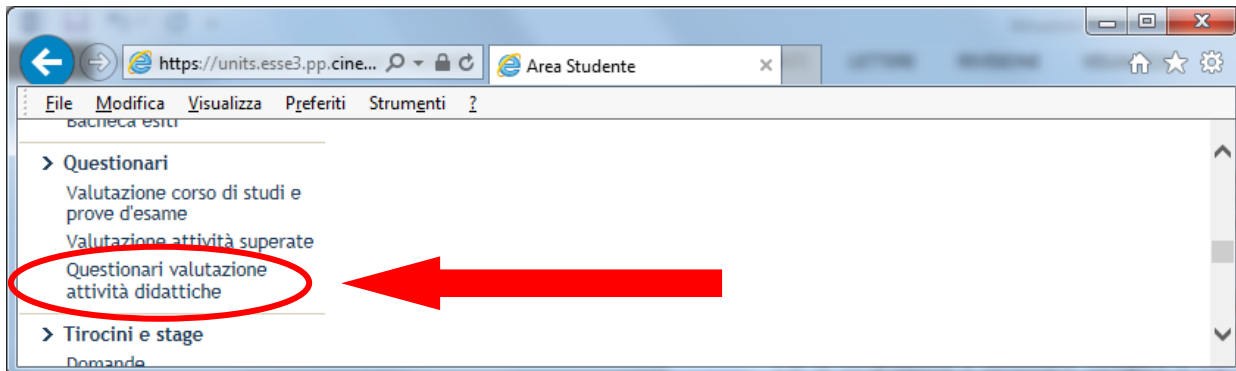 https://units.esse3.pp.cine...
Area Studente
File Modifica Visualizza Preferiti Strumenti ?
Bacheca esiti
Questionari
Valutazione corso di studi e
prove d'esame
Valutazione attività superate
Questionari valutazione
attività didattiche
Tirocini e stage
Domande